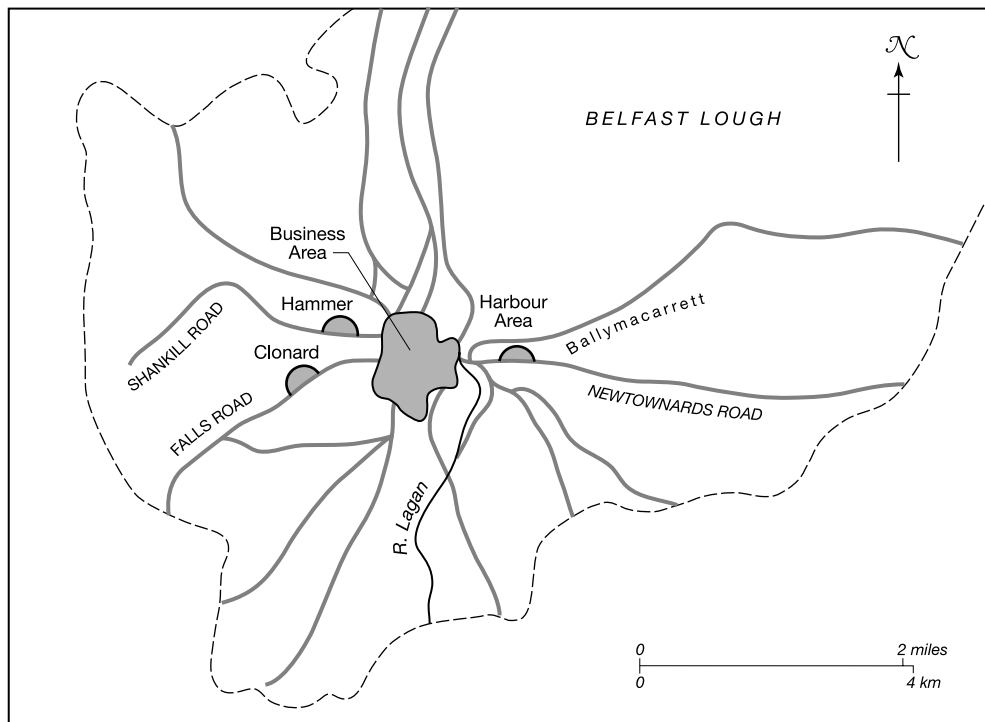 N
BELFAST LOUGH
Business
Area
Hammer
Harbour
Area
Ballymacarrett
SHANKILL ROAD
Clonard
NEWTOWNARDS ROAD
FALLS ROAD
R. Lagan
0 2 miles
0 4 km